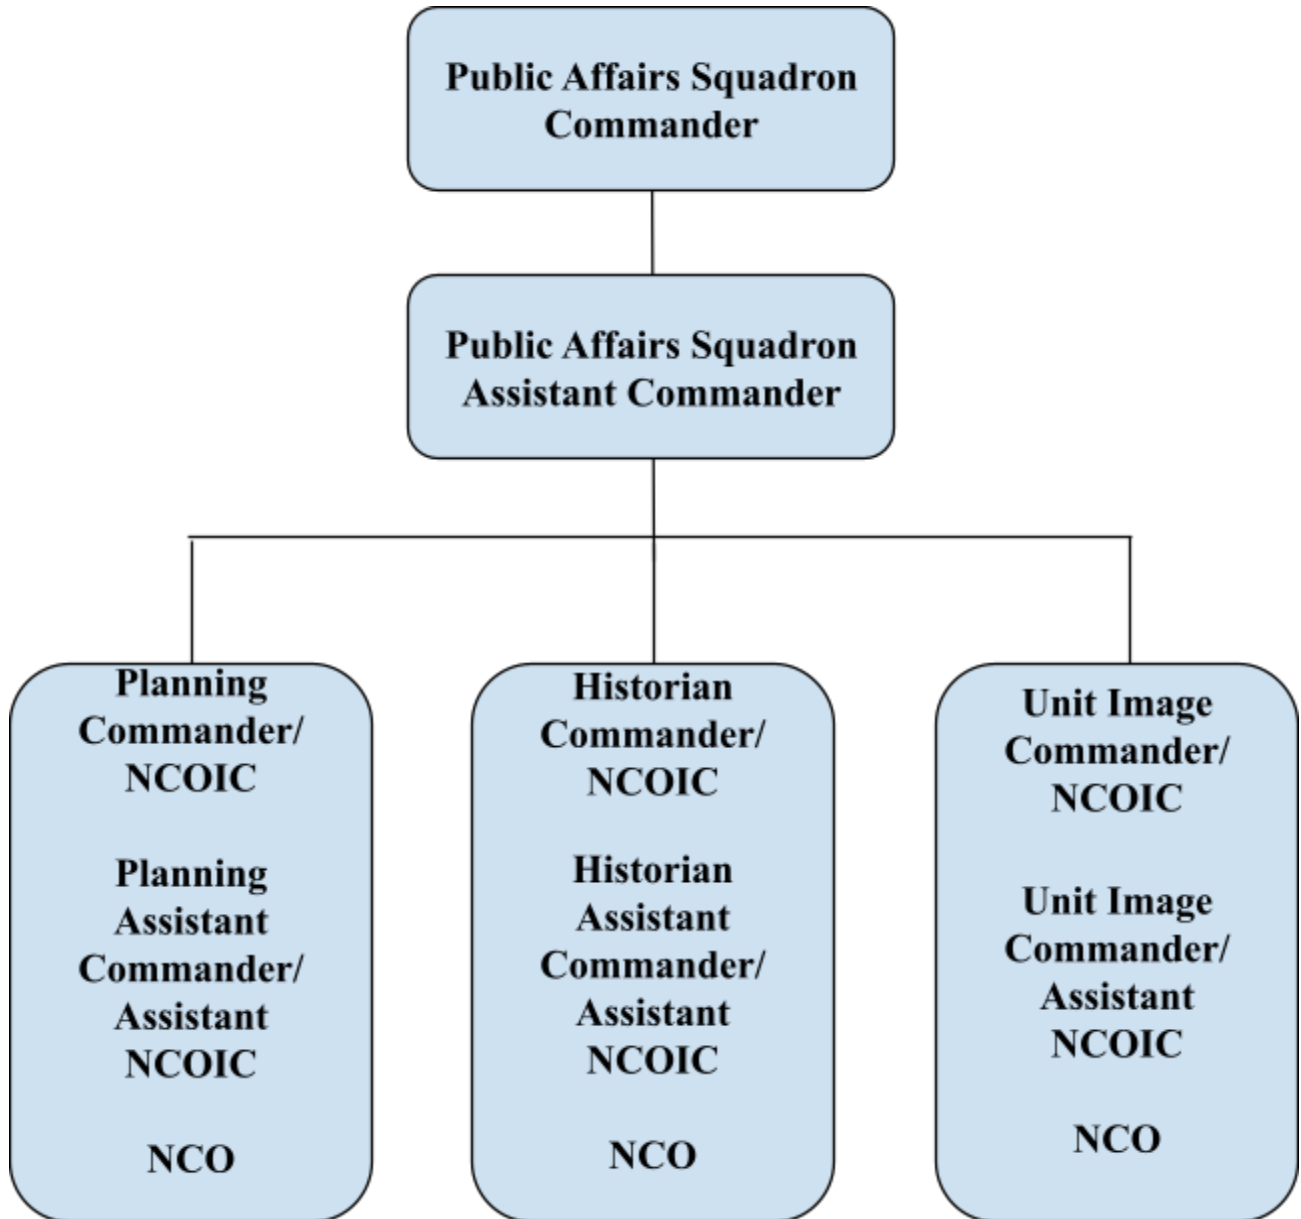 Public Affairs Squadron
Commander
Public Affairs Squadron
Assistant Commander
Planning
Commander/
NCOIC
Planning
Assistant
Commander/
Assistant
NCOIC
NCO
Historian
Commander/
NCOIC
Historian
Assistant
Commander/
Assistant
NCOIC
NCO
Unit Image
Commander/
NCOIC
Unit Image
Commander/
Assistant
NCOIC
NCO